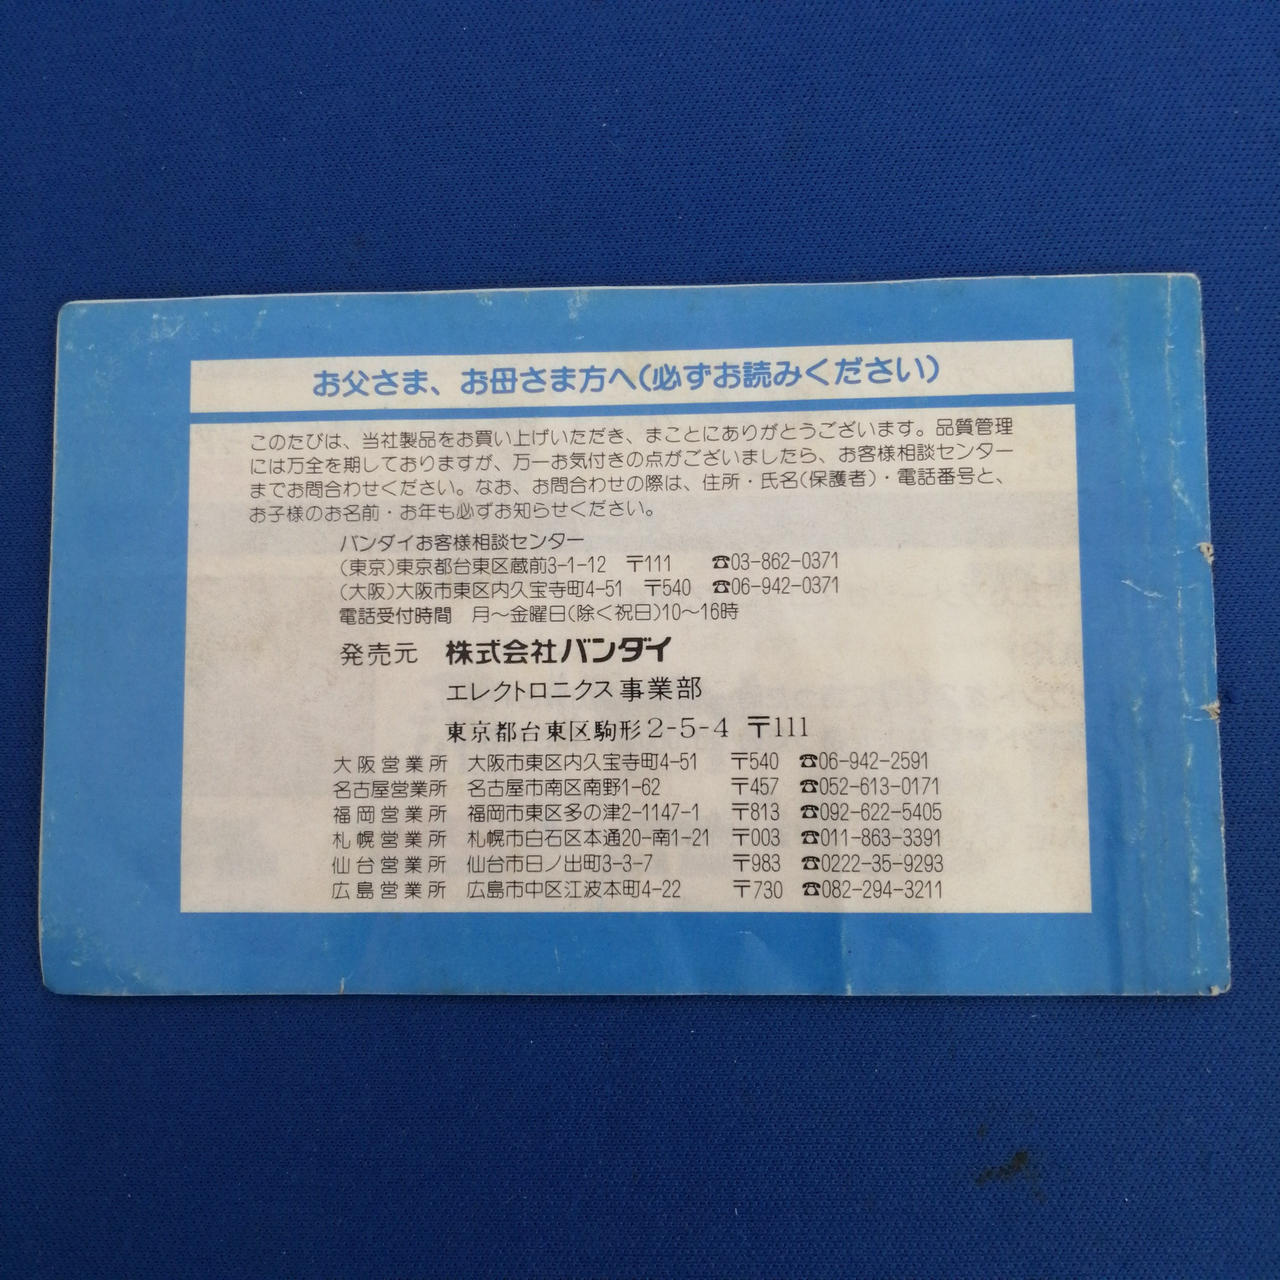 お父さま、お母さま方へ(必ずお読みください)
このたびは、当社製品をお買い上げいただき、まことにありがとうございます。品質管理
には万全を期しておりますが、万一お気付きの点がございましたら、お客様相談センター
までお問合わせください。なお、お問合わせの際は、住所・氏名(保護者)・電話番号と、
お子様のお名前・お年も必ずお知らせください。
バンダイお客様相談センター
(東京)東京都台東区蔵前3-1-12 〒111 ☎03-862-0371
(大阪)大阪市東区内久宝寺町4-51 〒540 ☎06-942-0371
電話受付時間 月～金曜日(除く祝日)10～16時
発売元 株式会社バンダイ
エレクトロニクス事業部
東京都台東区駒形2-5-4 〒111
大阪営業所 大阪市東区内久宝寺町4-51 〒540 ☎06-942-2591
名古屋営業所 名古屋市南区南野1-62 〒457 ☎052-613-0171
福岡営業所 福岡市東区多の津2-1147-1 〒813 ☎092-622-5405
札幌営業所 札幌市白石区本通20-南1-21 〒003 ☎011-863-3391
仙台営業所 仙台市日ノ出町3-3-7 〒983 ☎0222-35-9293
広島営業所 広島市中区江波本町4-22 〒730 ☎082-294-3211